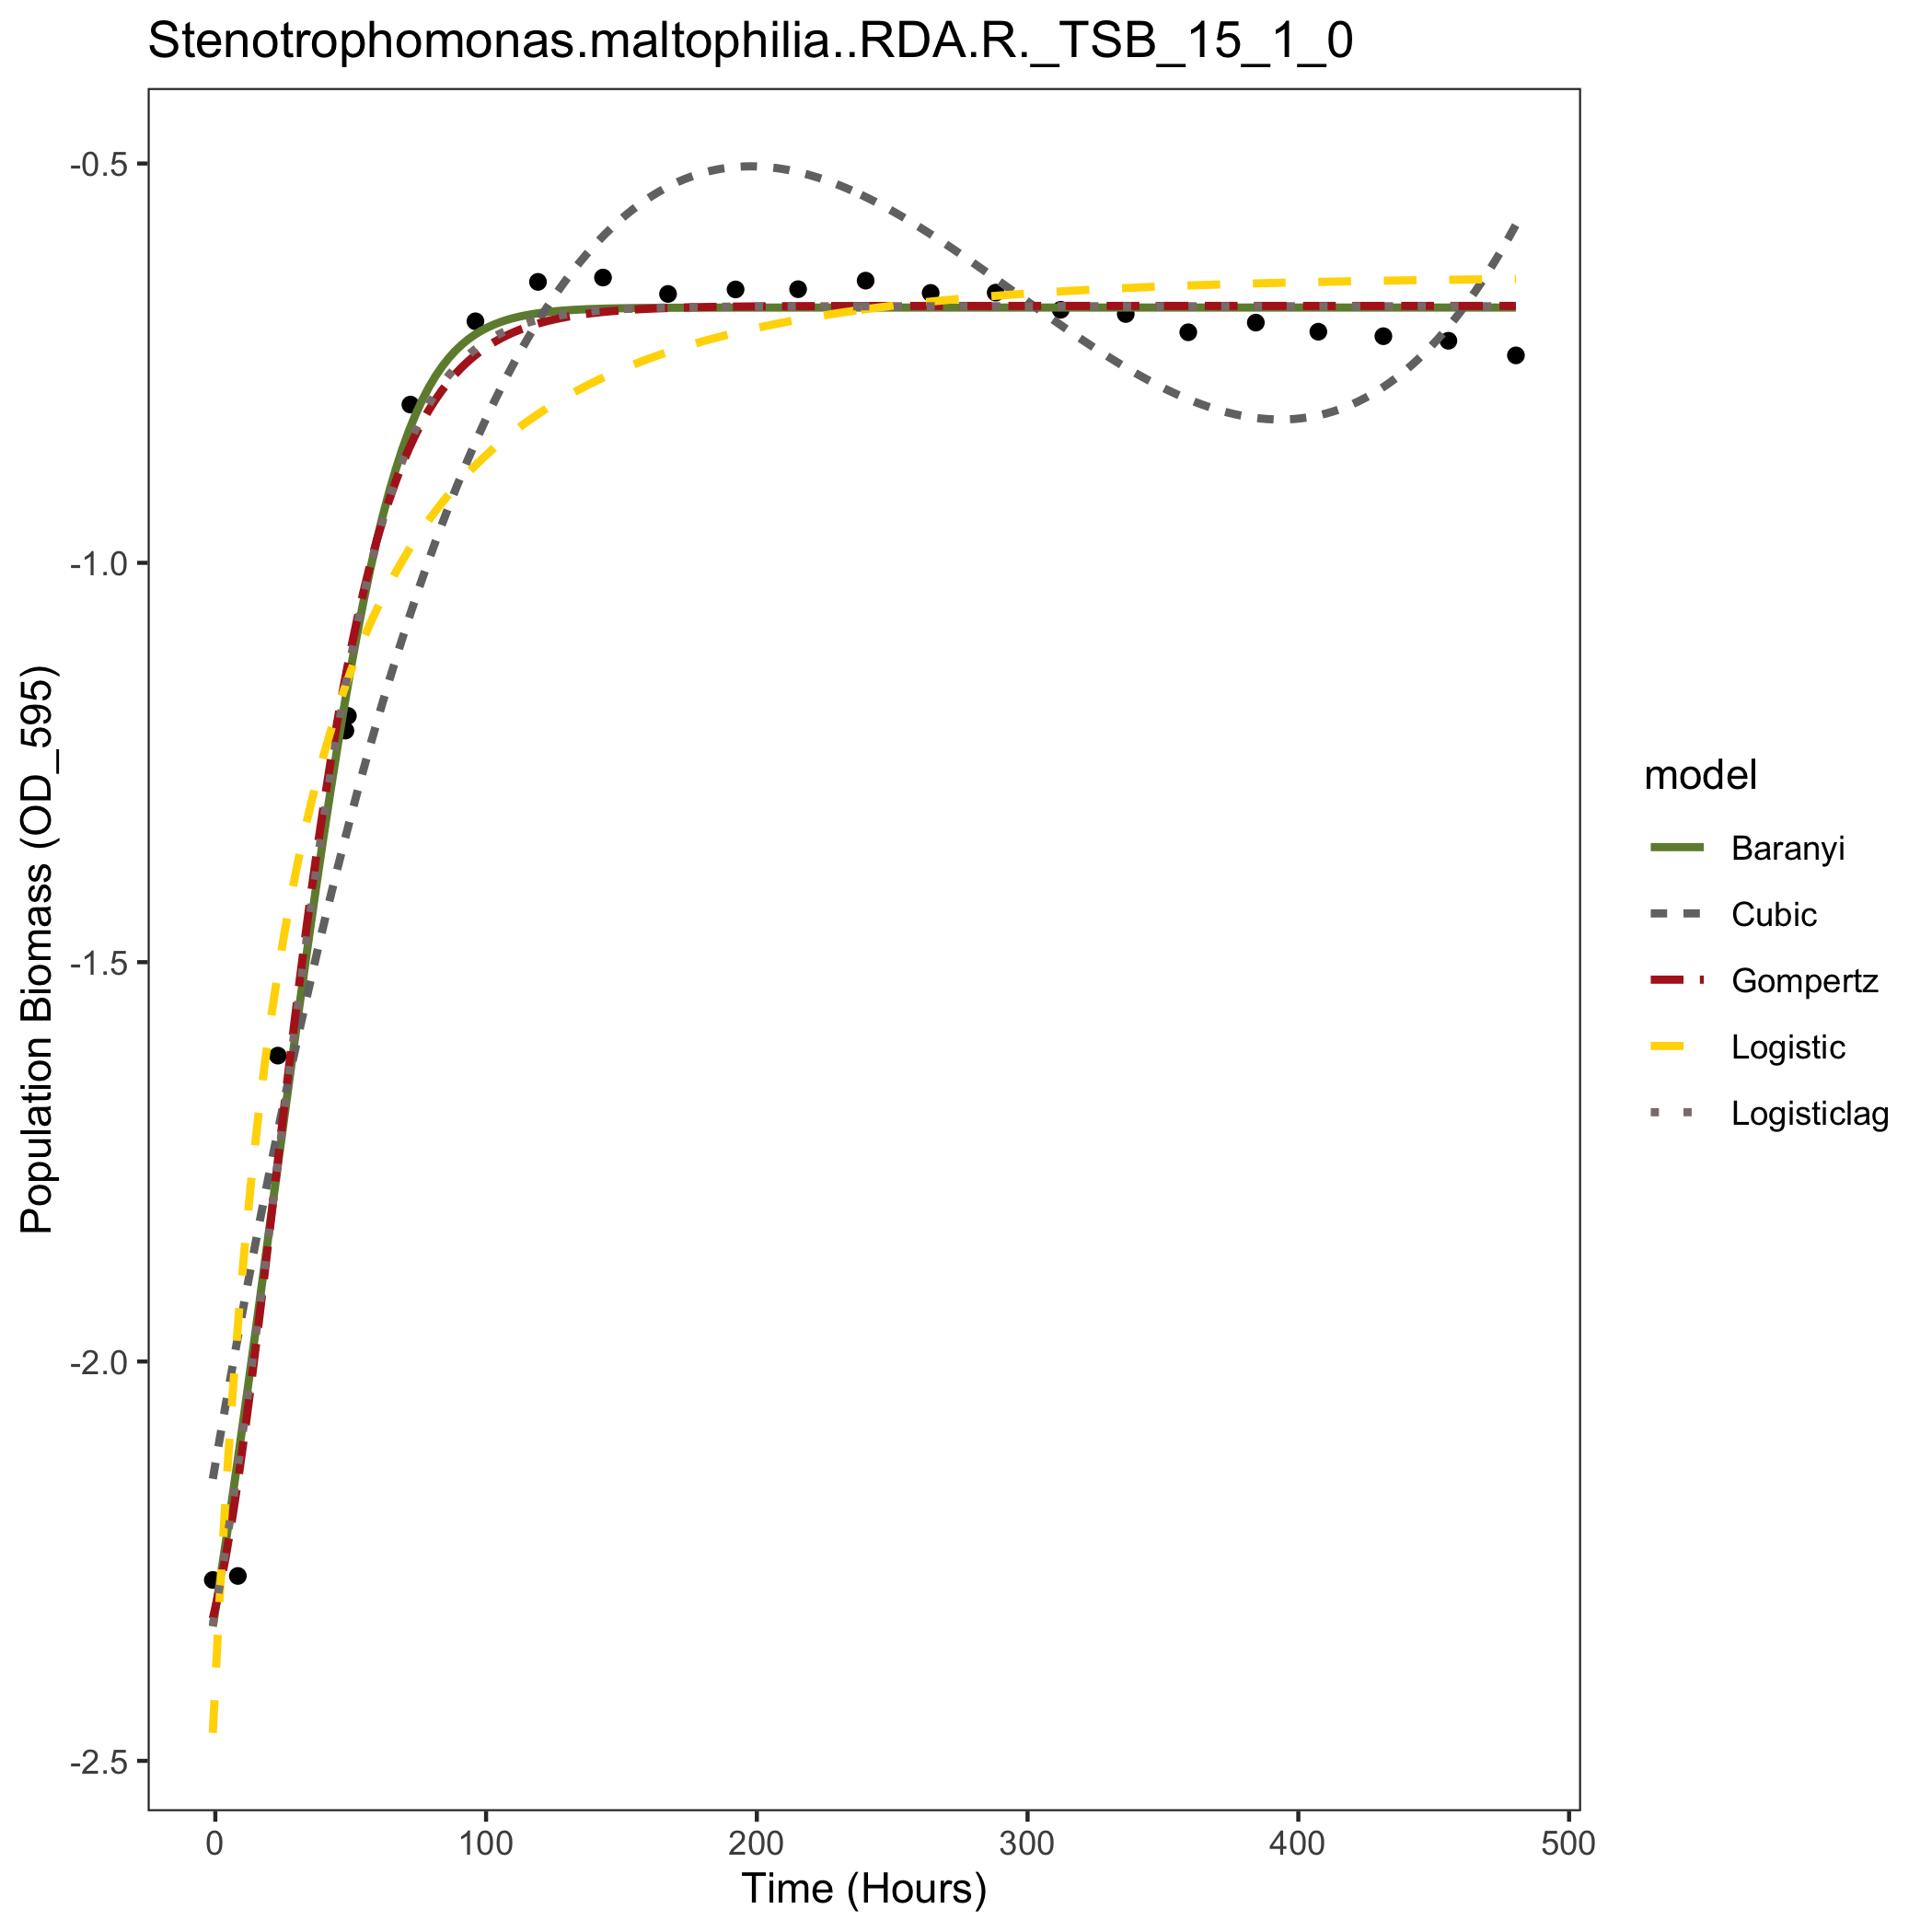 Stenotrophomonas.maltophilia..RDA.R._TSB_15_1_0
Population Biomass (OD_595)
-0.5
-1.0
-1.5
-2.0
-2.5
0 100 200 300 400 500
Time (Hours)
model
Baranyi
Cubic
Gompertz
Logistic
Logisticlag